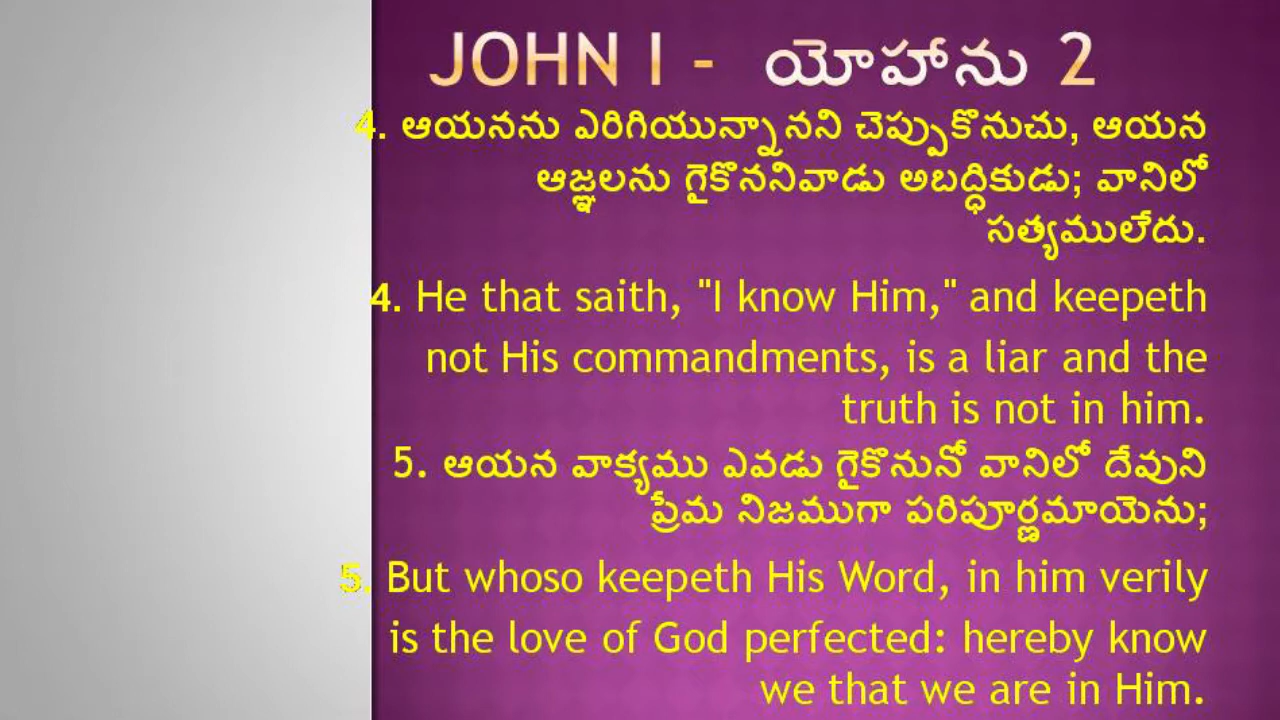 JOHN I - యోహాను 2
4. ఆయనను ఎరిగియున్నానని చెప్పుకొనుచు, ఆయన
ఆజ్ఞలను గైకొననివాడు అబద్ధికుడు; వానిలో
సత్యములేదు.
4. He that saith, "I know Him," and keepeth
not His commandments, is a liar and the
truth is not in him.
5. ఆయన వాక్యము ఎవడు గైకొనునో వానిలో దేవుని
ప్రేమ నిజముగా పరిపూర్ణమాయెను;
5. But whoso keepeth His Word, in him verily
is the love of God perfected: hereby know
we that we are in Him.